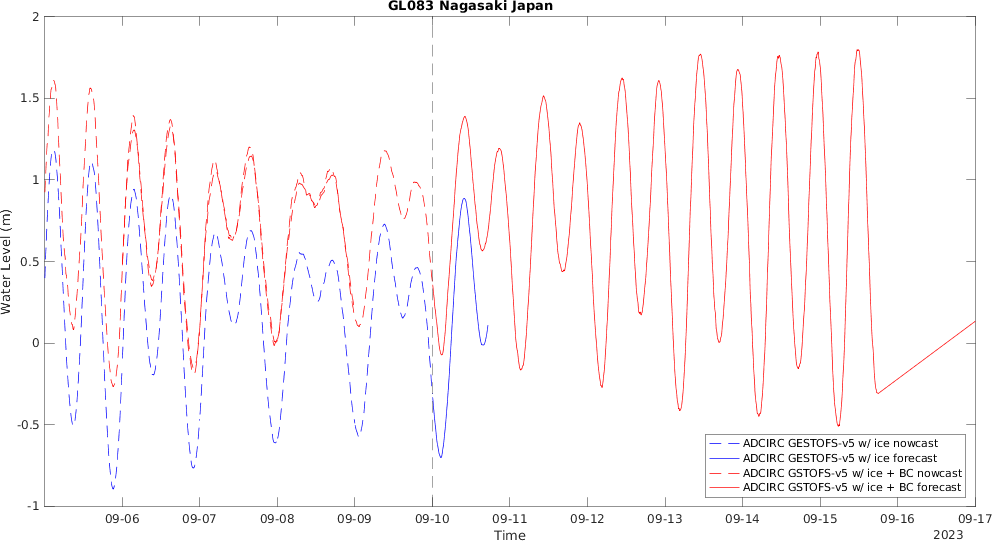 GL083 Nagasaki Japan
2
1.5
1
0.5
0
-0.5
-1
Water Level (m)
ADCIRC GESTOFS-v5 w/ ice nowcast
ADCIRC GESTOFS-v5 w/ ice forecast
ADCIRC GSTOFS-v5 w/ ice + BC nowcast
ADCIRC GSTOFS-v5 w/ ice + BC forecast
09-06 09-07 09-08 09-09 09-10 09-11 09-12 09-13 09-14 09-15 09-16 09-17
Time
2023